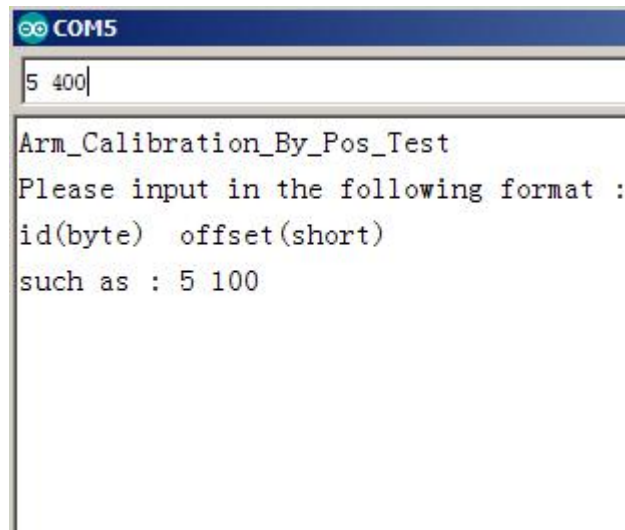 COM5
5 400
Arm_Calibration_By_Pos_Test
Please input in the following format :
id(byte)  offset(short)
such as : 5 100